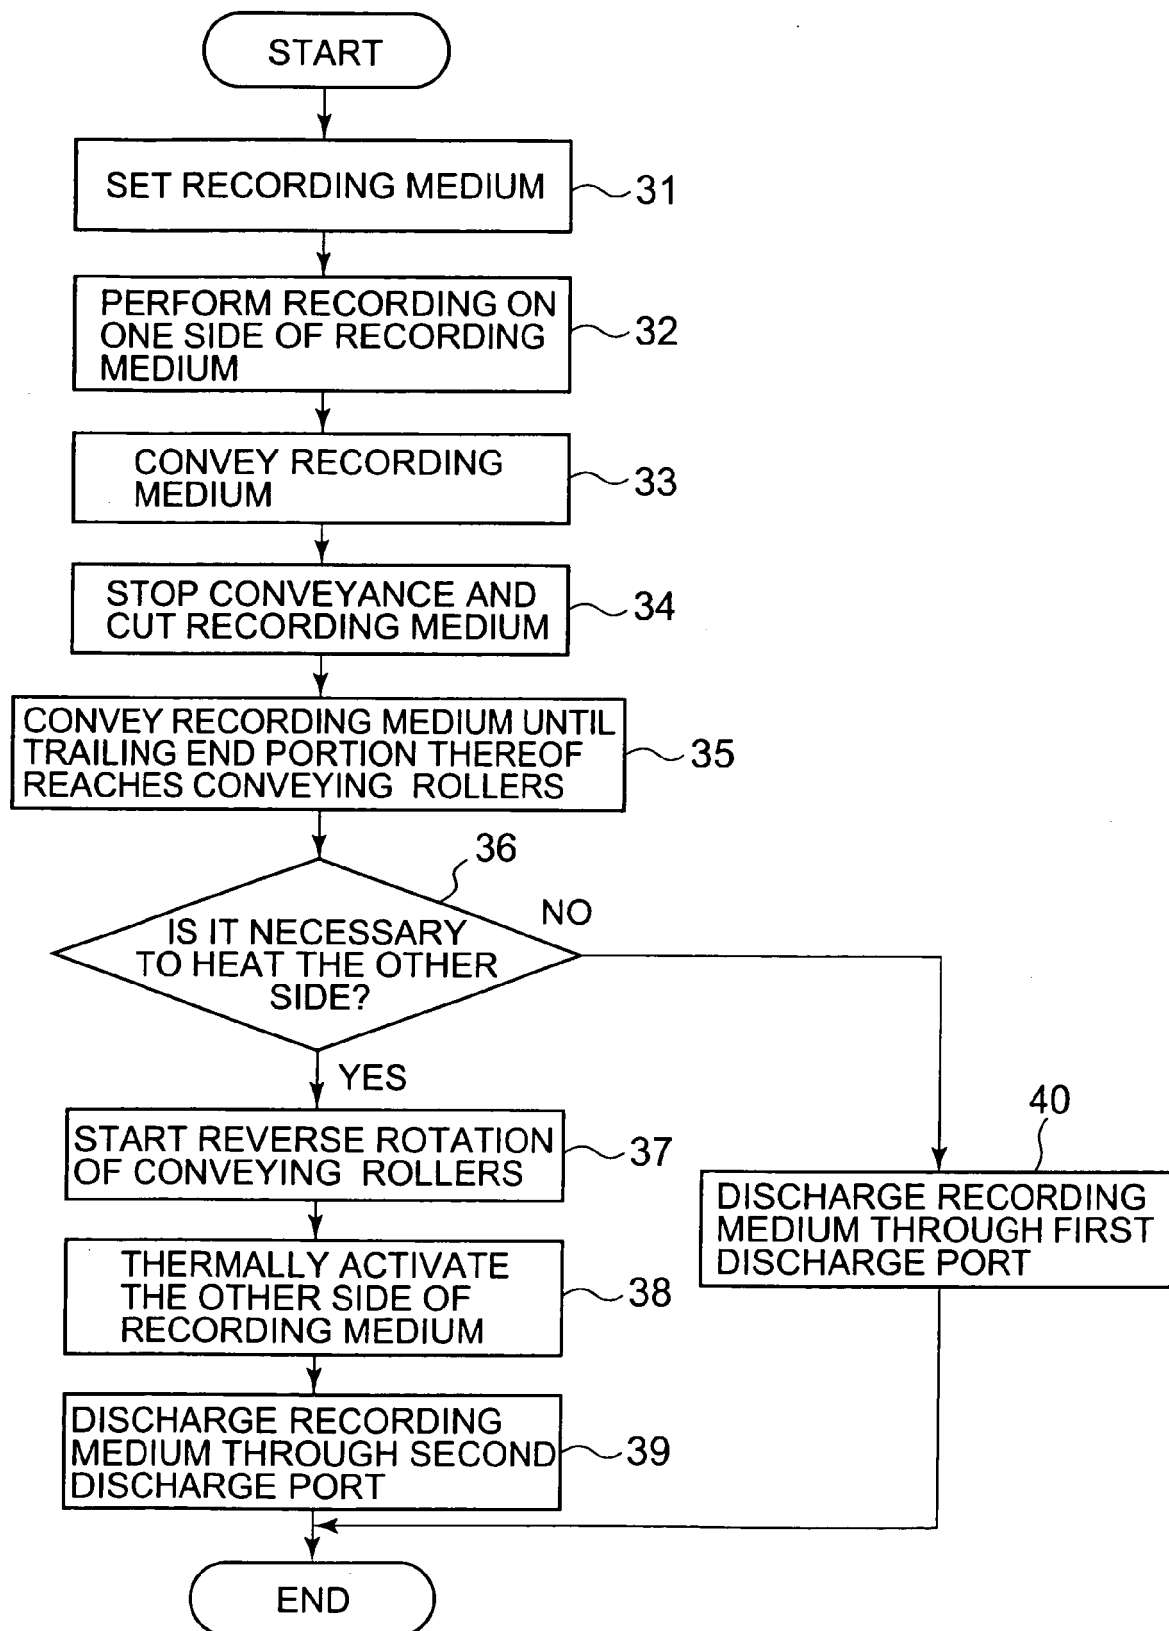 START
SET RECORDING MEDIUM
31
PERFORM RECORDING ON
ONE SIDE OF RECORDING
MEDIUM
32
CONVEY RECORDING
MEDIUM
33
STOP CONVEYANCE AND
CUT RECORDING MEDIUM
34
CONVEY RECORDING MEDIUM UNTIL
TRAILING END PORTION THEREOF
REACHES CONVEYING ROLLERS
35
36
IS IT NECESSARY
TO HEAT THE OTHER
SIDE?
NO
YES
START REVERSE ROTATION
OF CONVEYING ROLLERS
37
40
DISCHARGE RECORDING
MEDIUM THROUGH FIRST
DISCHARGE PORT
THERMALLY ACTIVATE
THE OTHER SIDE OF
RECORDING MEDIUM
38
DISCHARGE RECORDING
MEDIUM THROUGH SECOND
DISCHARGE PORT
39
END